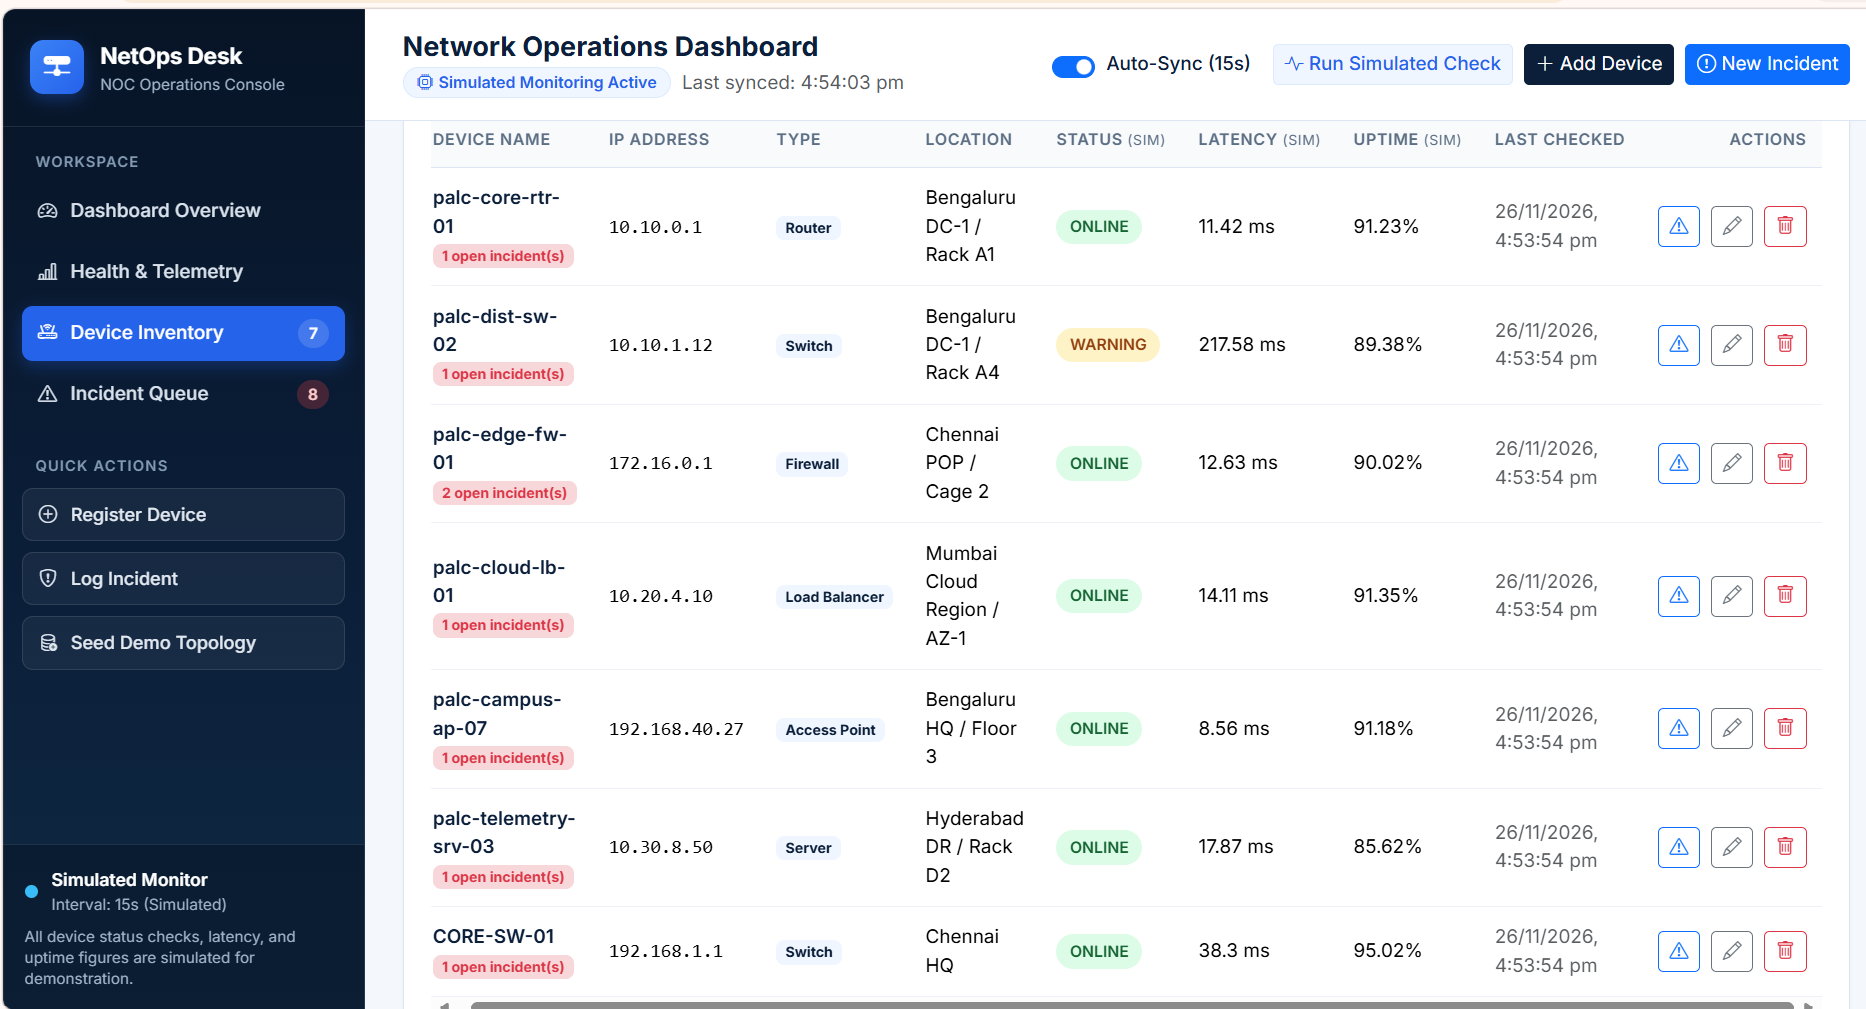 NetOps Desk
NOC Operations Console
WORKSPACE
Dashboard Overview
Health & Telemetry
Device Inventory 7
Incident Queue 8
QUICK ACTIONS
Register Device
Log Incident
Seed Demo Topology
Simulated Monitor
Interval: 15s (Simulated)
All device status checks, latency, and
uptime figures are simulated for
demonstration.
Network Operations Dashboard
Simulated Monitoring Active Last synced: 4:54:03 pm
Auto-Sync (15s)
Run Simulated Check
+ Add Device
New Incident
DEVICE NAME IP ADDRESS TYPE LOCATION STATUS (SIM) LATENCY (SIM) UPTIME (SIM) LAST CHECKED ACTIONS
palc-core-rtr-
01
1 open incident(s)
10.10.0.1
Router
Bengaluru
DC-1 /
Rack A1
ONLINE
11.42 ms
91.23%
26/11/2026,
4:53:54 pm
palc-dist-sw-
02
1 open incident(s)
10.10.1.12
Switch
Bengaluru
DC-1 /
Rack A4
WARNING
217.58 ms
89.38%
26/11/2026,
4:53:54 pm
palc-edge-fw-
01
2 open incident(s)
172.16.0.1
Firewall
Chennai
POP /
Cage 2
ONLINE
12.63 ms
90.02%
26/11/2026,
4:53:54 pm
palc-cloud-lb-
01
1 open incident(s)
10.20.4.10
Load Balancer
Mumbai
Cloud
Region /
AZ-1
ONLINE
14.11 ms
91.35%
26/11/2026,
4:53:54 pm
palc-campus-
ap-07
1 open incident(s)
192.168.40.27
Access Point
Bengaluru
HQ / Floor
3
ONLINE
8.56 ms
91.18%
26/11/2026,
4:53:54 pm
palc-telemetry-
srv-03
1 open incident(s)
10.30.8.50
Server
Hyderabad
DR / Rack
D2
ONLINE
17.87 ms
85.62%
26/11/2026,
4:53:54 pm
CORE-SW-01
1 open incident(s)
192.168.1.1
Switch
Chennai
HQ
ONLINE
38.3 ms
95.02%
26/11/2026,
4:53:54 pm